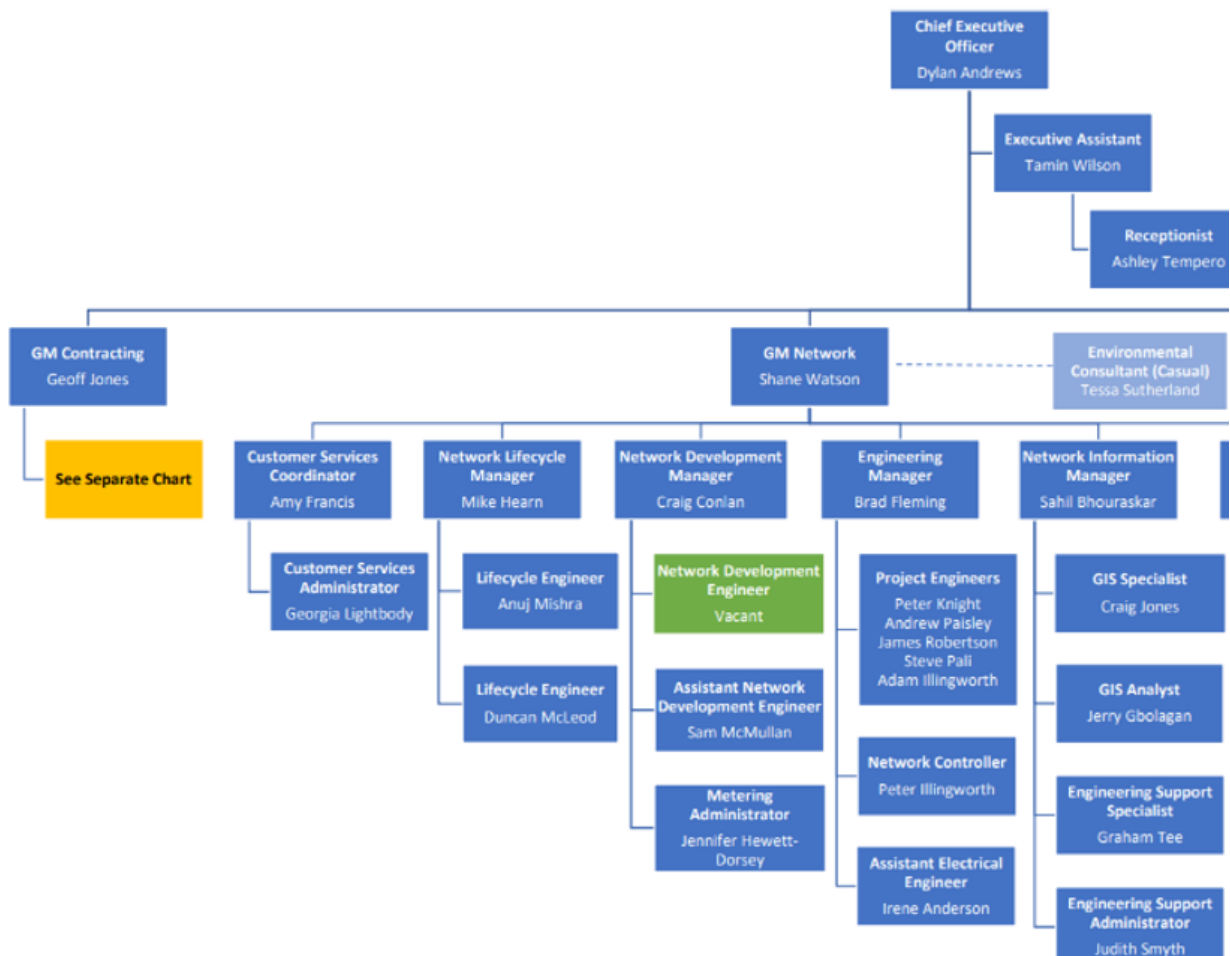 Chief Executive
Officer
Dylan Andrews
Executive Assistant
Tamin Wilson
Receptionist
Ashley Tempero
GM Contracting
Geoff Jones
GM Network
Shane Watson
Environmental
Consultant (Casual)
Tessa Sutherland
See Separate Chart
Customer Services
Coordinator
Amy Francis
Network Lifecycle
Manager
Mike Hearn
Network Development
Manager
Craig Conlan
Engineering
Manager
Brad Fleming
Network Information
Manager
Sahil Bhouraskar
Customer Services
Administrator
Georgia Lightbody
Lifecycle Engineer
Anuj Mishra
Lifecycle Engineer
Duncan McLeod
Network Development
Engineer
Vacant
Assistant Network
Development Engineer
Sam McMullan
Metering
Administrator
Jennifer Hewett-
Dorsey
Project Engineers
Peter Knight
Andrew Paisley
James Robertson
Steve Pali
Adam Illingworth
Network Controller
Peter Illingworth
Assistant Electrical
Engineer
Irene Anderson
GIS Specialist
Craig Jones
GIS Analyst
Jerry Gbolagan
Engineering Support
Specialist
Graham Tee
Engineering Support
Administrator
Judith Smyth